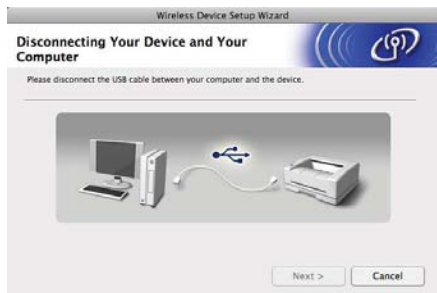 Wireless Device Setup Wizard
Disconnecting Your Device and Your
Computer
Please disconnect the USB cable between your computer and the device.
Next >
Cancel